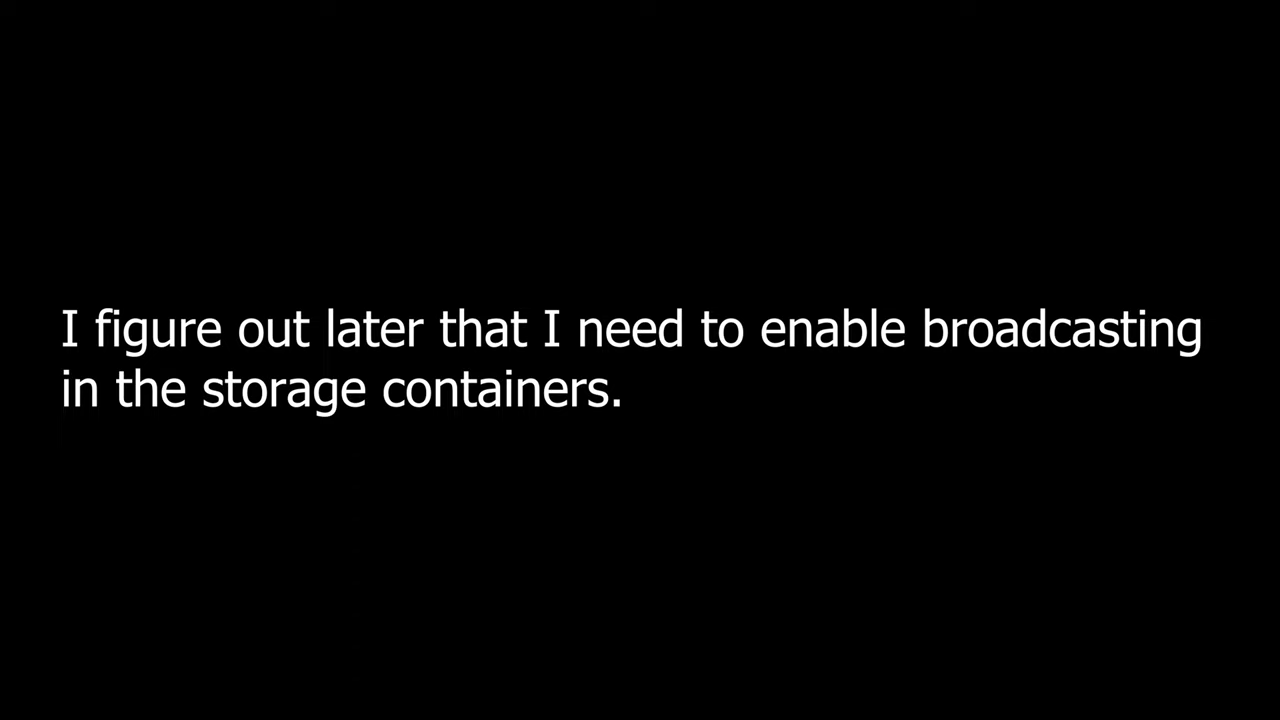 I figure out later that I need to enable broadcasting
in the storage containers.